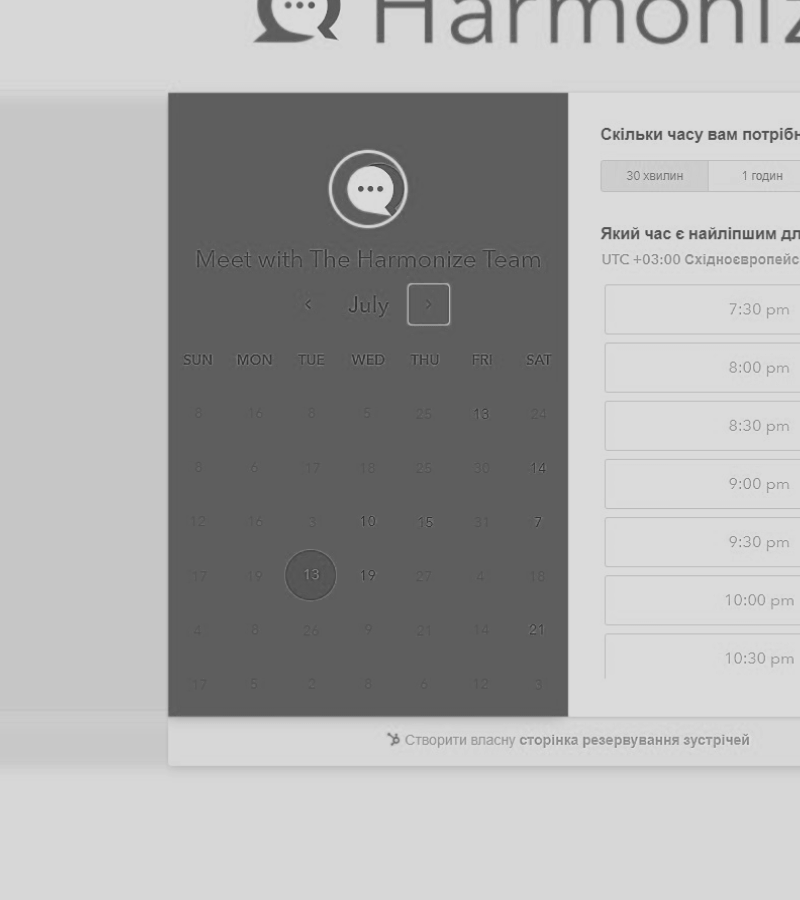 Harmoniz
Meet with The Harmonize Team
July
SUN MON TUE WED THU FRI SAT
8 16 8 5 25 13 24
8 6 17 18 25 30 14
12 16 3 10 15 31 7
17 19 13 19 27 4 18
4 8 26 9 21 14 21
17 5 2 8 6 12 3
Скільки часу вам потрібн
30 хвилин 1 годин
Який час є найліпшим дл
UTC +03:00 Східноєвропейс
7:30 pm
8:00 pm
8:30 pm
9:00 pm
9:30 pm
10:00 pm
10:30 pm
Створити власну сторінка резервування зустрічей